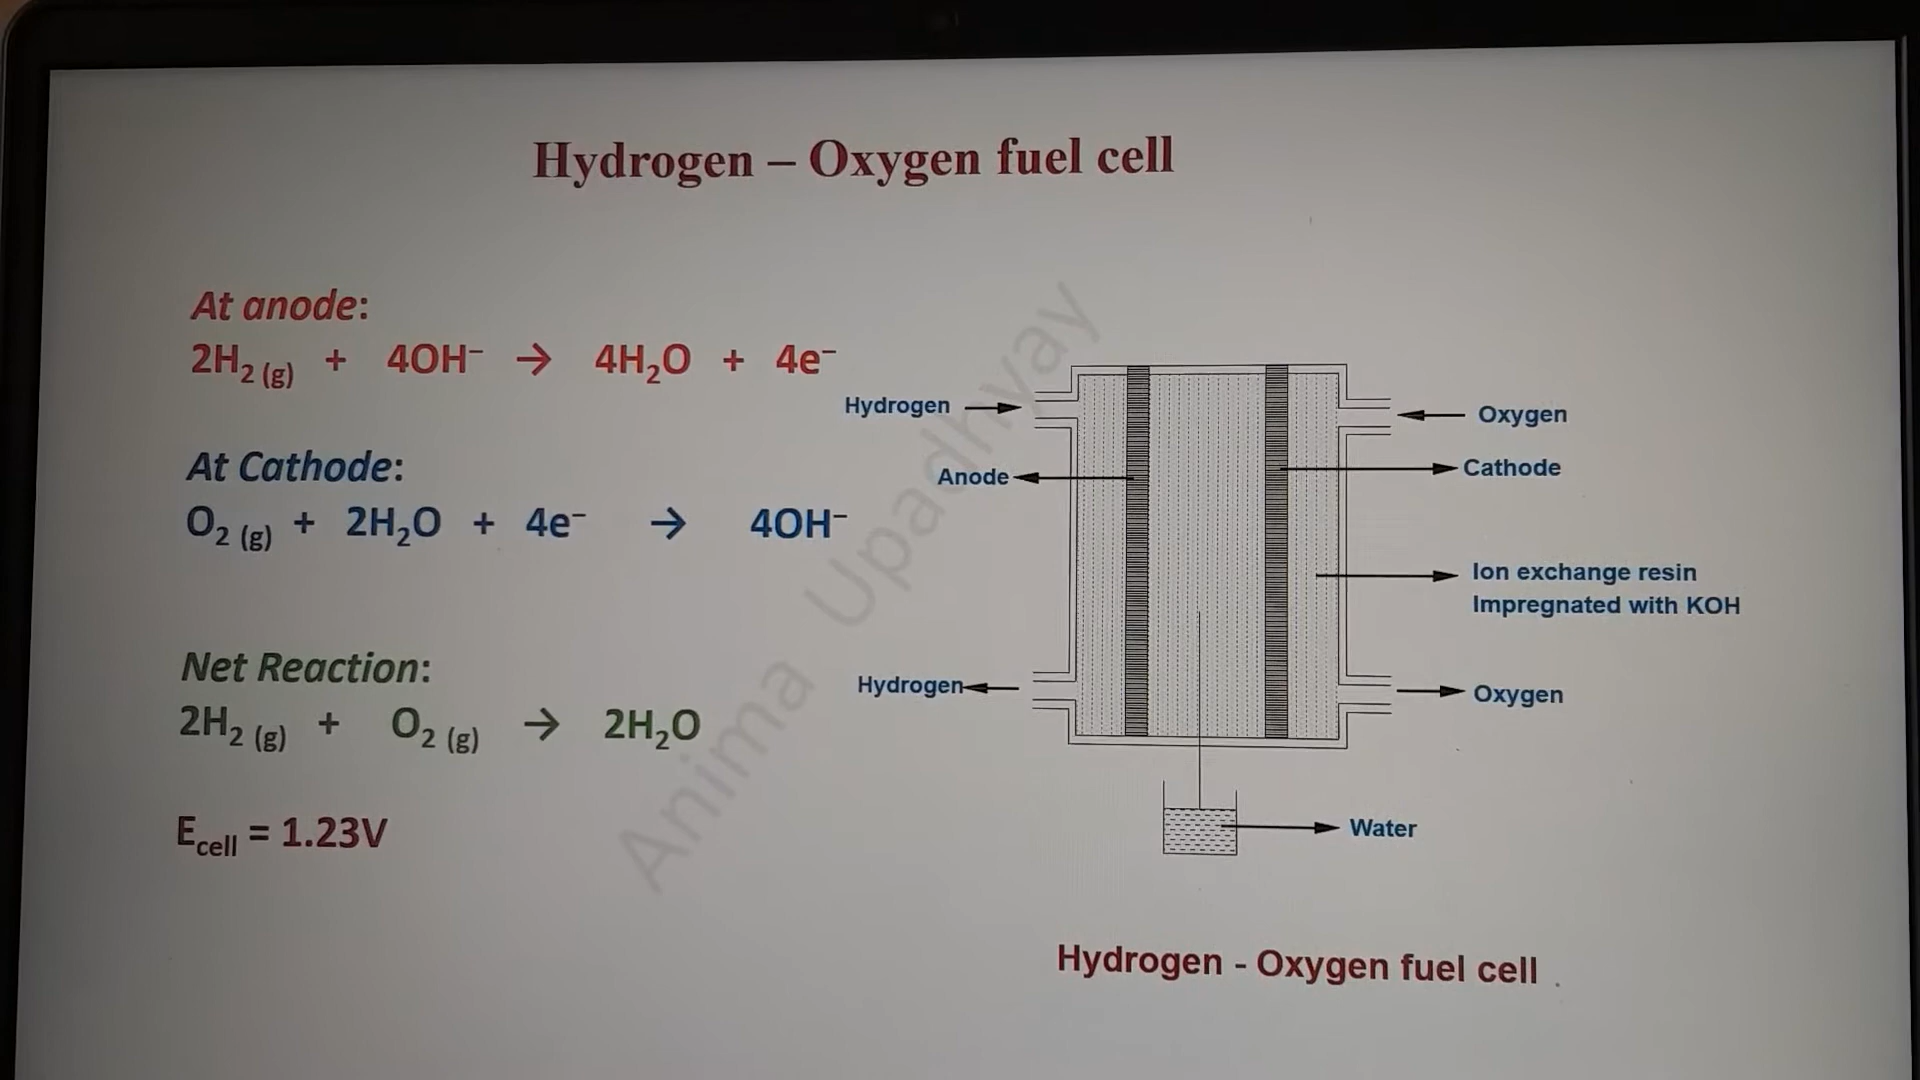 Hydrogen – Oxygen fuel cell
At anode:
2H₂ (g) + 4OH⁻ → 4H₂O + 4e⁻
At Cathode:
O₂ (g) + 2H₂O + 4e⁻ → 4OH⁻
Net Reaction:
2H₂ (g) + O₂ (g) → 2H₂O
E_cell = 1.23V
Hydrogen
Oxygen
Anode
Cathode
Ion exchange resin
Impregnated with KOH
Hydrogen
Oxygen
Water
Hydrogen - Oxygen fuel cell
Anima Upadhyay